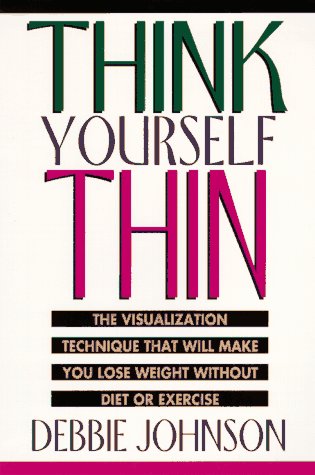 THINK
YOURSELF
THIN
THE VISUALIZATION
TECHNIQUE THAT WILL MAKE
YOU LOSE WEIGHT WITHOUT
DIET OR EXERCISE
DEBBIE JOHNSON